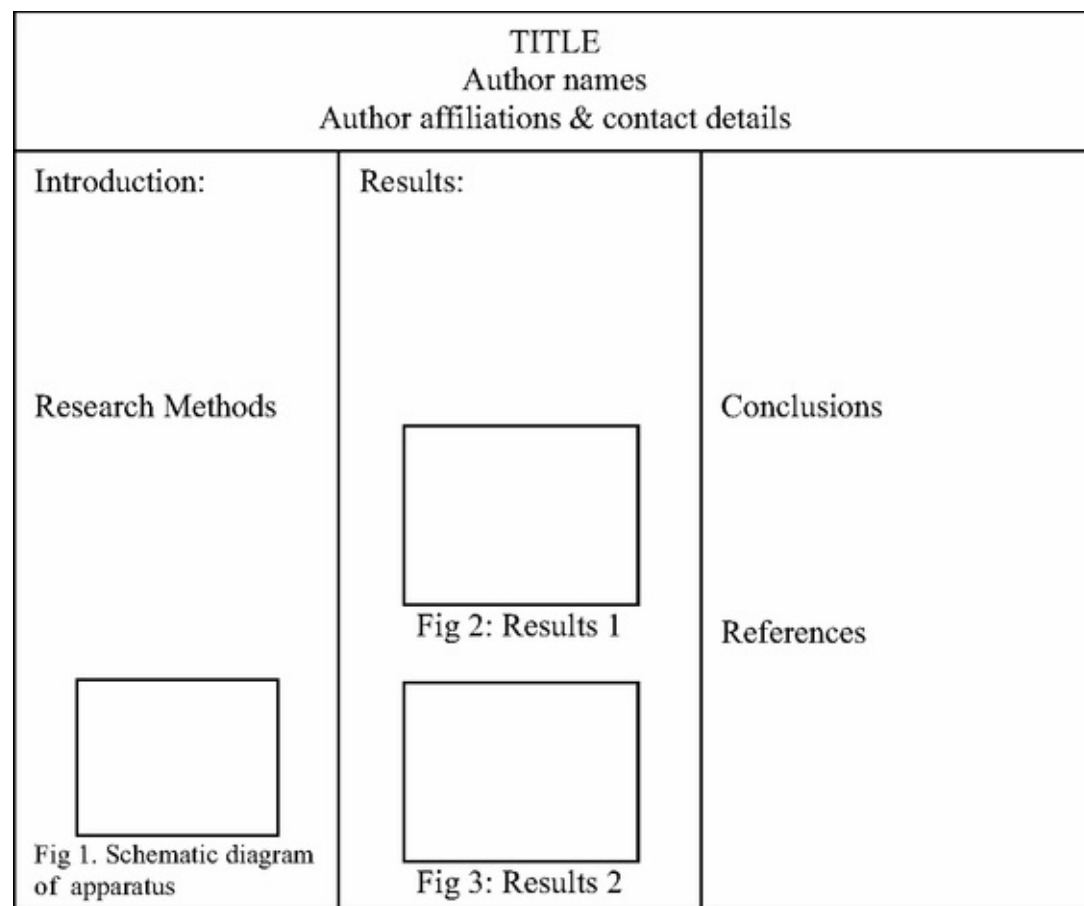 TITLE
Author names
Author affiliations & contact details
Introduction:
Research Methods
Fig 1. Schematic diagram
of apparatus
Results:
Fig 2: Results 1
Fig 3: Results 2
Conclusions
References